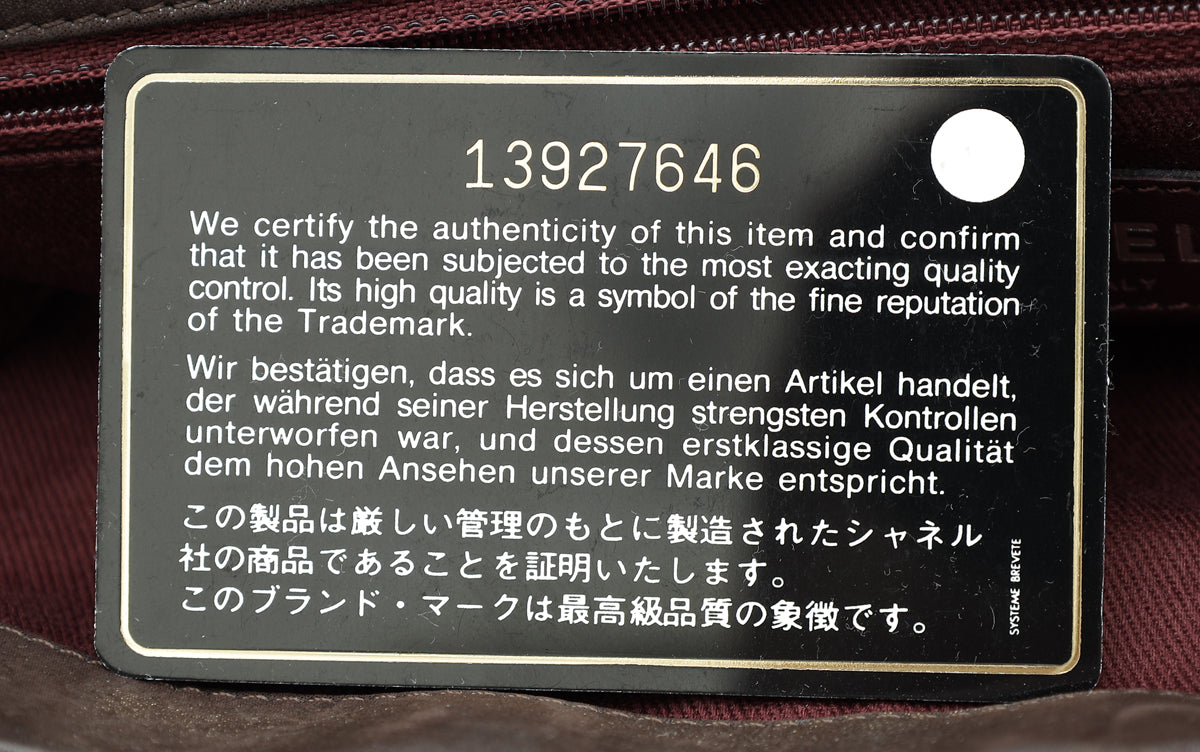 13927646
We certify the authenticity of this item and confirm
that it has been subjected to the most exacting quality
control. Its high quality is a symbol of the fine reputation
of the Trademark.
Wir bestätigen, dass es sich um einen Artikel handelt,
der während seiner Herstellung strengsten Kontrollen
unterworfen war, und dessen erstklassige Qualität
dem hohen Ansehen unserer Marke entspricht.
この製品は厳しい管理のもとに製造されたシャネル
社の商品であることを証明いたします。
このブランド・マークは最高級品質の象徴です。
SYSTEME BREVETE